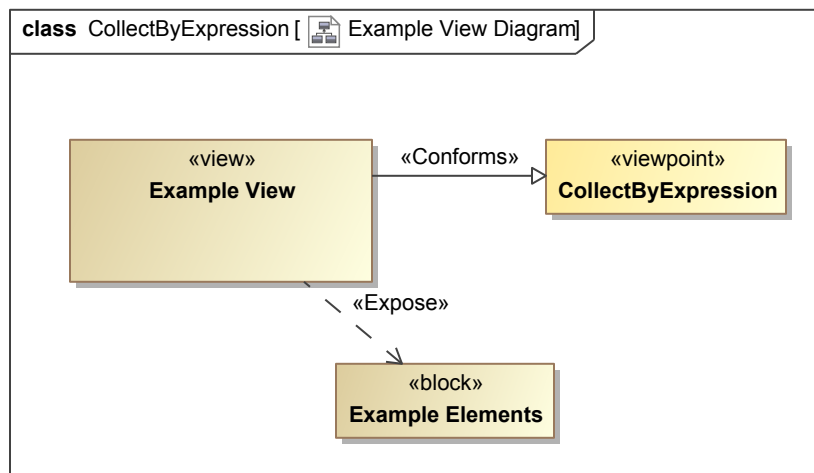 class CollectByExpression [ Example View Diagram]
«view»
Example View
«Conforms»
«viewpoint»
CollectByExpression
«Expose»
«block»
Example Elements